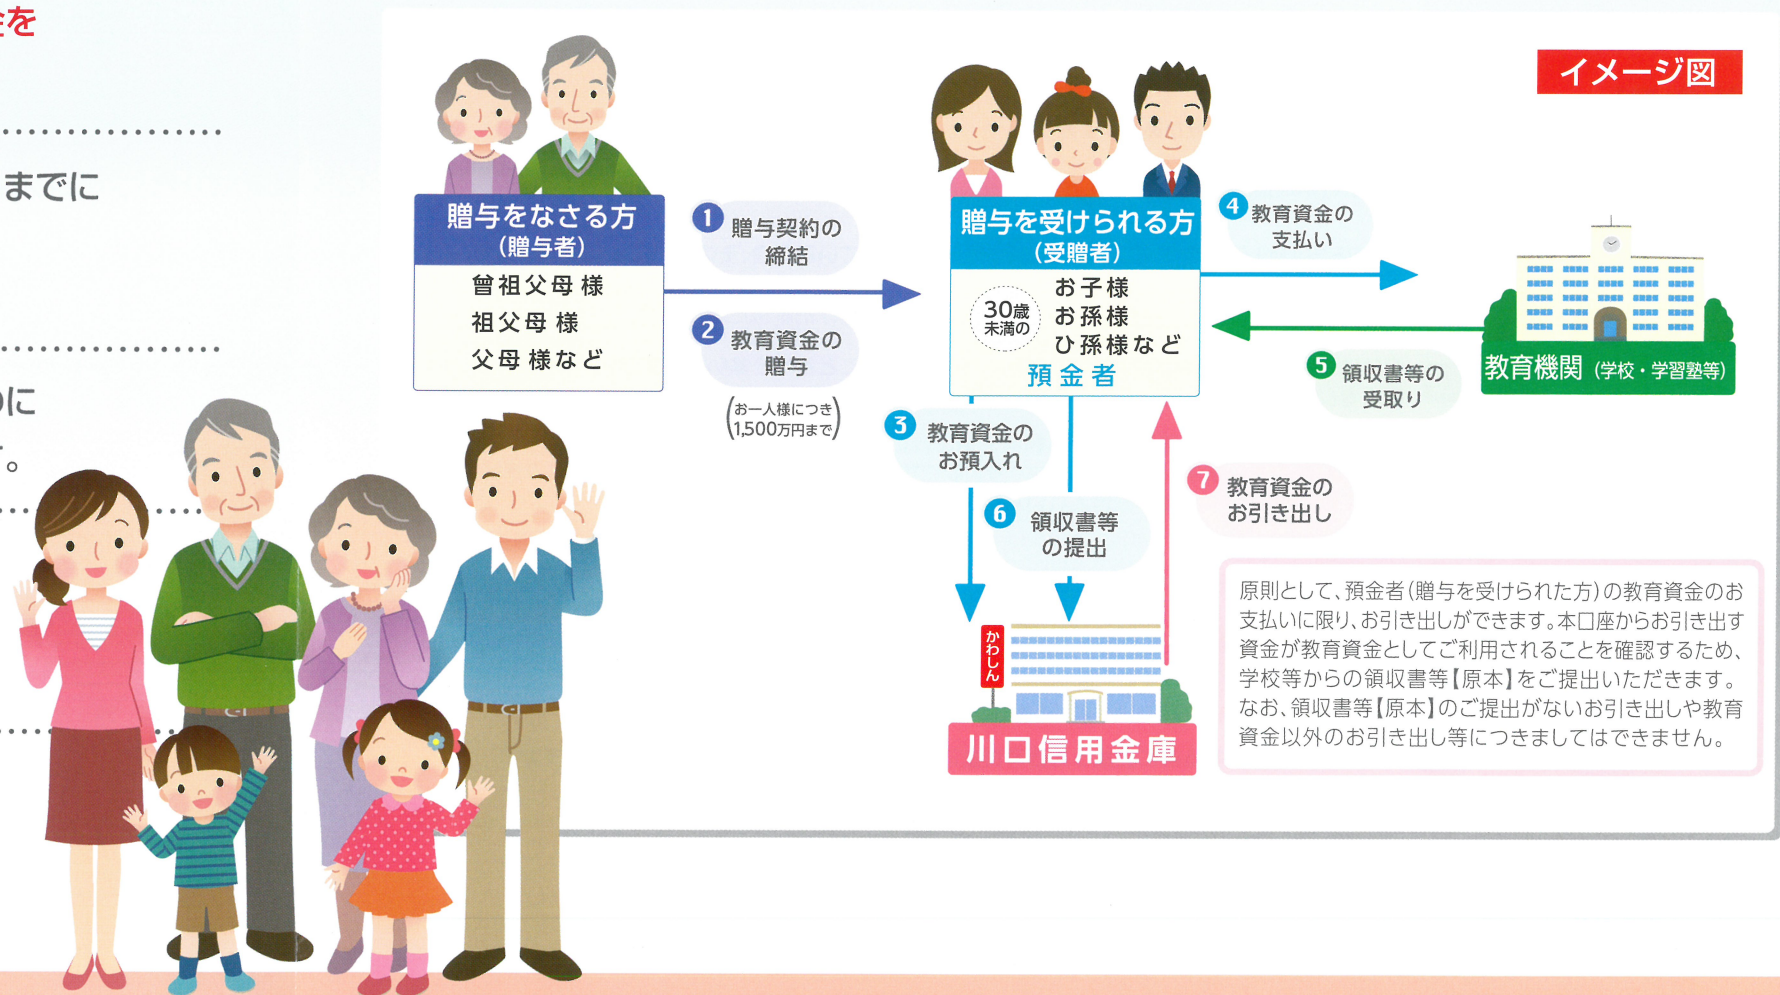 金を
までに
に
。
イメージ図
贈与をなさる方
(贈与者)
曾祖父母様
祖父母様
父母様など
1 贈与契約の
締結
2 教育資金の
贈与
(お一人様につき
1,500万円まで)
贈与を受けられる方
(受贈者)
30歳
未満の
お子様
お孫様
ひ孫様など
預金者
4 教育資金の
支払い
5 領収書等の
受取り
教育機関 (学校・学習塾等)
3 教育資金の
お預入れ
6 領収書等
の提出
7 教育資金の
お引き出し
かわしん
川口信用金庫
原則として、預金者(贈与を受けられた方)の教育資金のお
支払いに限り、お引き出しができます。本口座からお引き出す
資金が教育資金としてご利用されることを確認するため、
学校等からの領収書等【原本】をご提出いただきます。
なお、領収書等【原本】のご提出がないお引き出しや教育
資金以外のお引き出し等につきましてはできません。